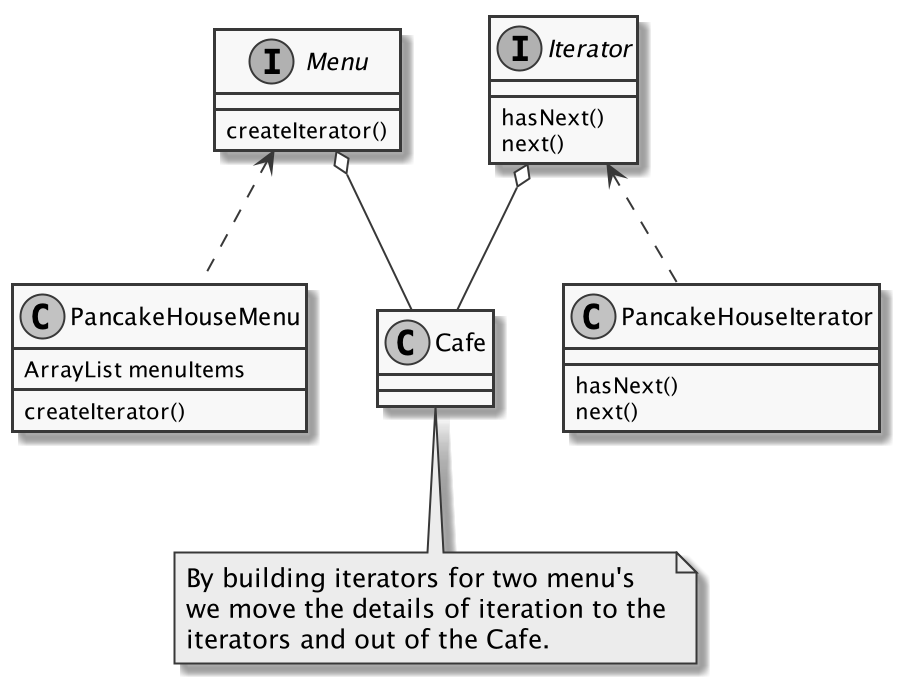 I Menu
createIterator()
I Iterator
hasNext()
next()
C PancakeHouseMenu
ArrayList menuItems
createIterator()
C Cafe
C PancakeHouseIterator
hasNext()
next()
By building iterators for two menu's
we move the details of iteration to the
iterators and out of the Cafe.